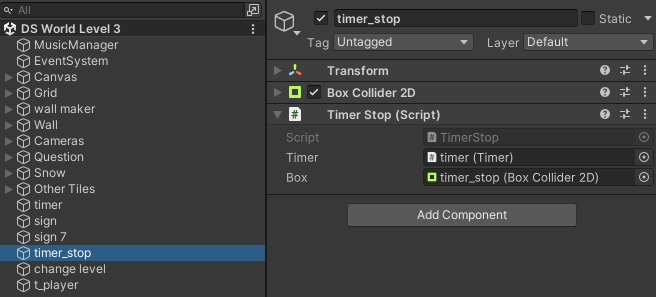 All
DS World Level 3
MusicManager
EventSystem
Canvas
Grid
wall maker
Wall
Cameras
Question
Snow
Other Tiles
timer
sign
sign 7
timer_stop
change level
t_player
timer_stop
Static
Tag Untagged Layer Default
Transform
Box Collider 2D
Timer Stop (Script)
Script TimerStop
Timer timer (Timer)
Box timer_stop (Box Collider 2D)
Add Component